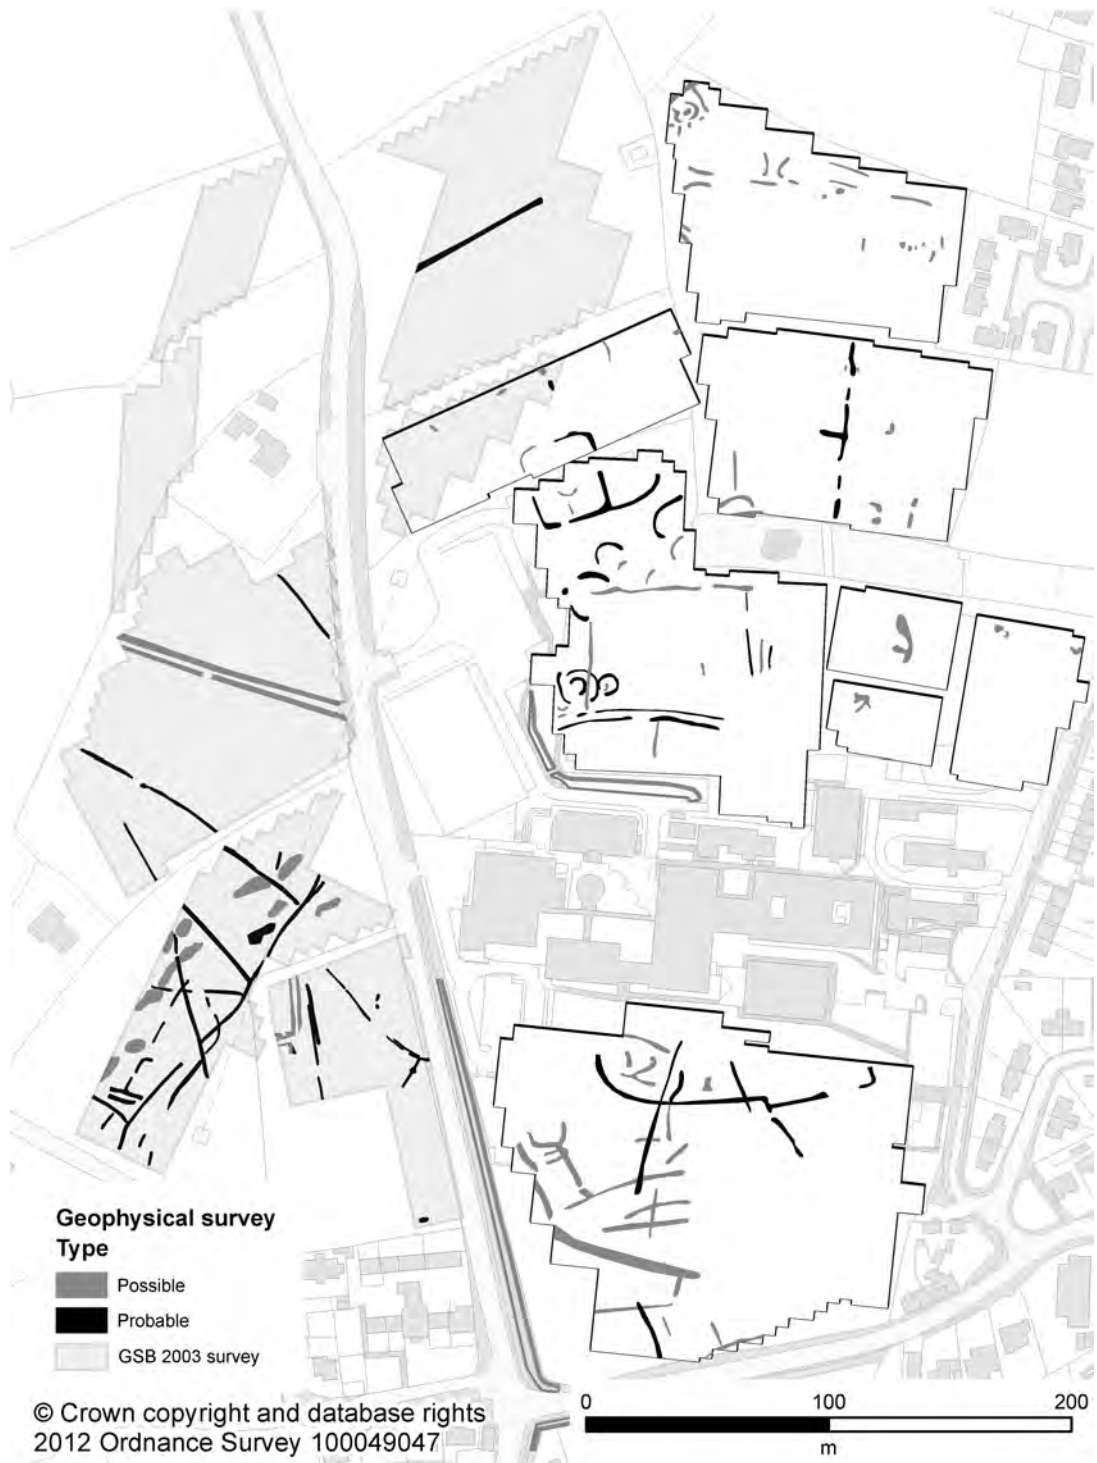 Geophysical survey
Type
Possible
Probable
GSB 2003 survey
© Crown copyright and database rights
2012 Ordnance Survey 100049047
0 100 200
m